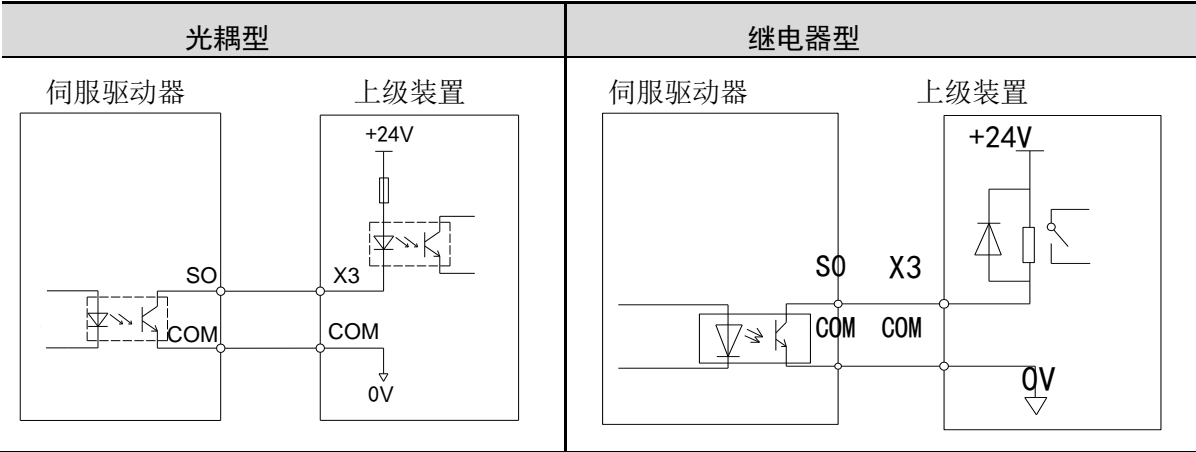 光耦型
继电器型
伺服驱动器
上级装置
+24V
SO
X3
COM
COM
0V
伺服驱动器
上级装置
+24V
SO
X3
COM
COM
0V